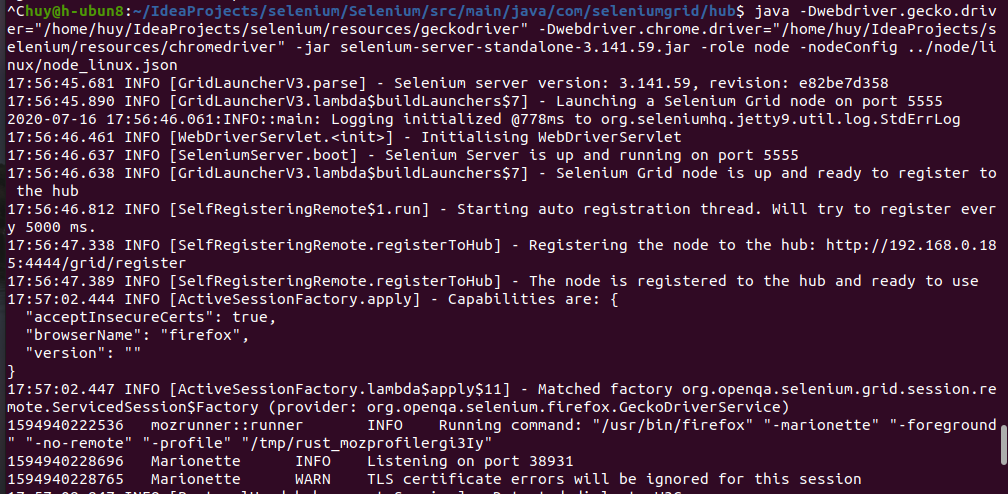 ^Chuy@h-ubun8:~/IdeaProjects/selenium/Selenium/src/main/java/com/seleniumgrid/hub$ java -Dwebdriver.gecko.driv
er="/home/huy/IdeaProjects/selenium/resources/geckodriver" -Dwebdriver.chrome.driver="/home/huy/IdeaProjects/s
elenium/resources/chromedriver" -jar selenium-server-standalone-3.141.59.jar -role node -nodeConfig ../node/li
nux/node_linux.json
17:56:45.681 INFO [GridLauncherV3.parse] - Selenium server version: 3.141.59, revision: e82be7d358
17:56:45.890 INFO [GridLauncherV3.lambda$buildLaunchers$7] - Launching a Selenium Grid node on port 5555
2020-07-16 17:56:46.061:INFO::main: Logging initialized @778ms to org.seleniumhq.jetty9.util.log.StdErrLog
17:56:46.461 INFO [WebDriverServlet.<init>] - Initialising WebDriverServlet
17:56:46.637 INFO [SeleniumServer.boot] - Selenium Server is up and running on port 5555
17:56:46.638 INFO [GridLauncherV3.lambda$buildLaunchers$7] - Selenium Grid node is up and ready to register to
 the hub
17:56:46.812 INFO [SelfRegisteringRemote$1.run] - Starting auto registration thread. Will try to register ever
y 5000 ms.
17:56:47.338 INFO [SelfRegisteringRemote.registerToHub] - Registering the node to the hub: http://192.168.0.18
5:4444/grid/register
17:56:47.389 INFO [SelfRegisteringRemote.registerToHub] - The node is registered to the hub and ready to use
17:57:02.444 INFO [ActiveSessionFactory.apply] - Capabilities are: {
  "acceptInsecureCerts": true,
  "browserName": "firefox",
  "version": ""
}
17:57:02.447 INFO [ActiveSessionFactory.lambda$apply$11] - Matched factory org.openqa.selenium.grid.session.re
mote.ServicedSession$Factory (provider: org.openqa.selenium.firefox.GeckoDriverService)
1594940222536   mozrunner::runner       INFO    Running command: "/usr/bin/firefox" "-marionette" "-foreground
" "-no-remote" "-profile" "/tmp/rust_mozprofilergi3Iy"
1594940228696   Marionette      INFO    Listening on port 38931
1594940228765   Marionette      WARN    TLS certificate errors will be ignored for this session